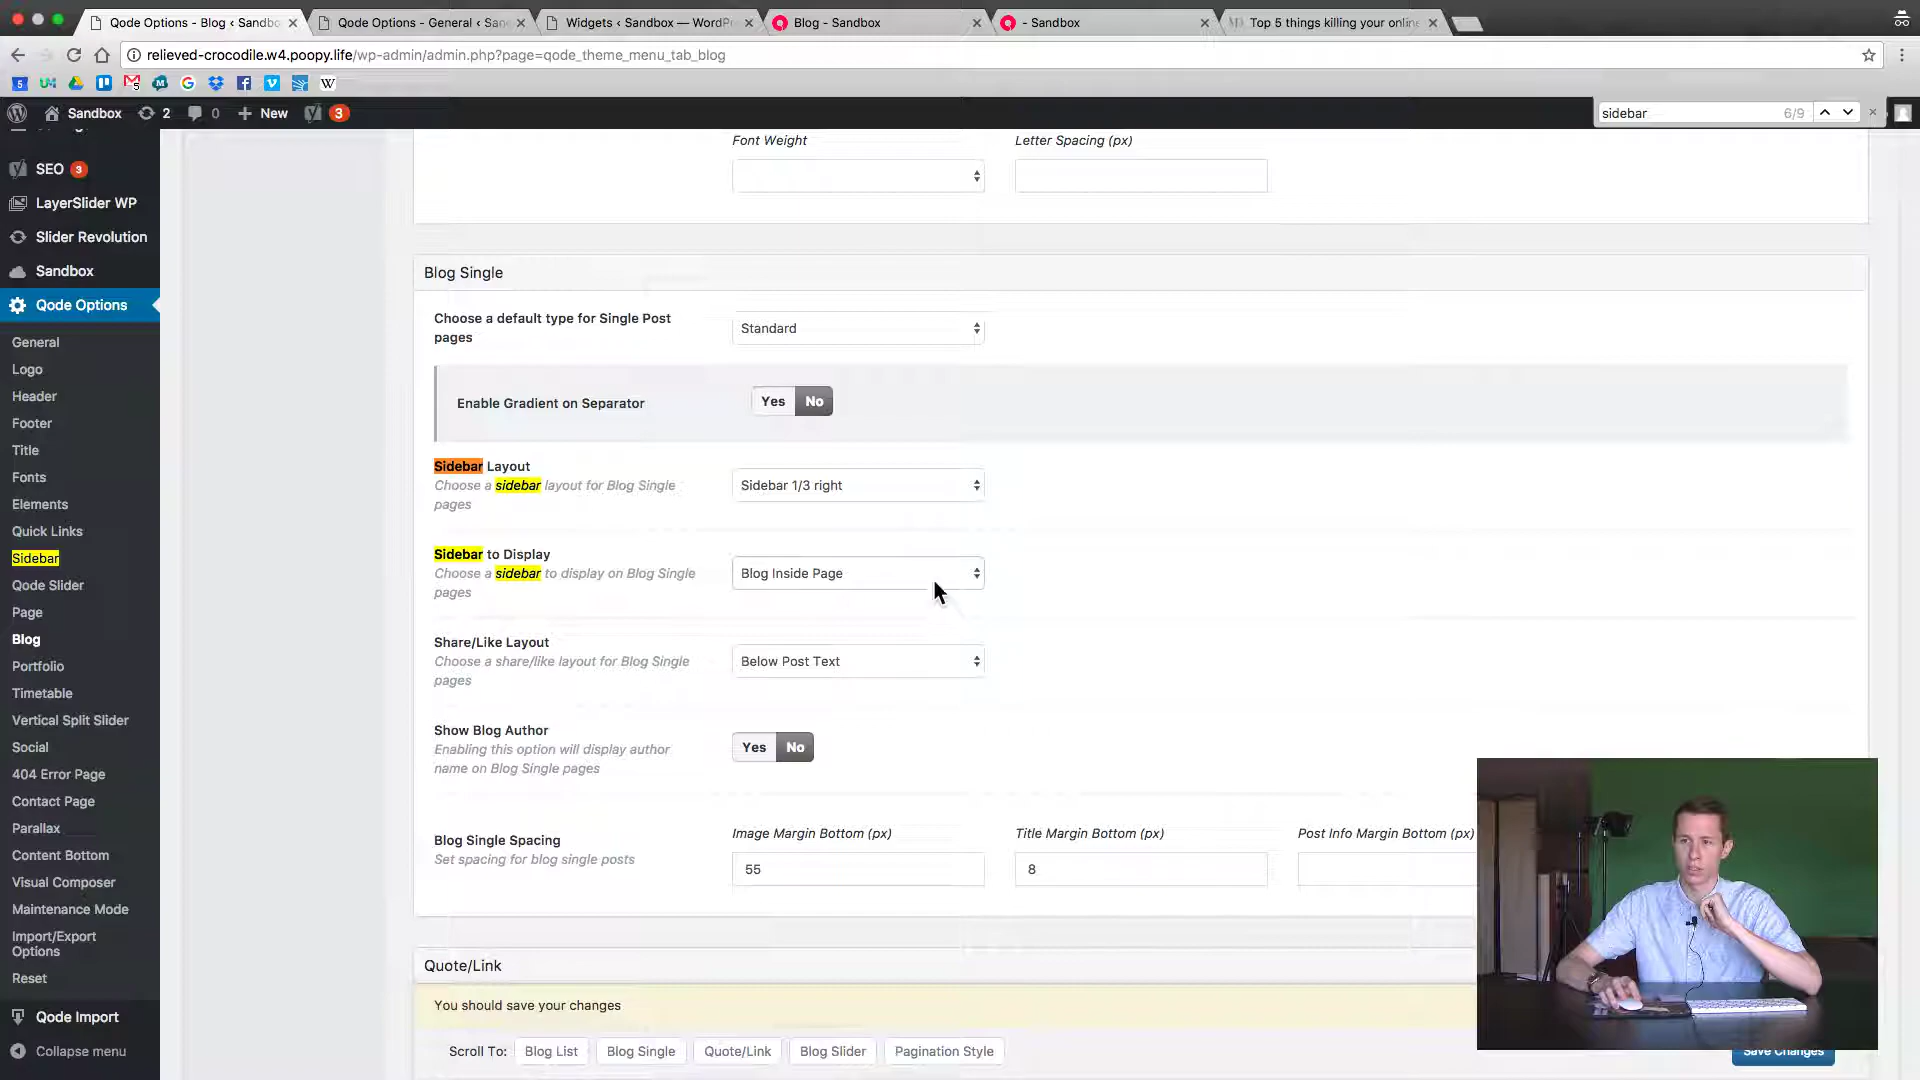 Qode Options - Blog ‹ Sandbo
Qode Options - General ‹ San
Widgets ‹ Sandbox — WordPr
Blog - Sandbox
- Sandbox
Top 5 things killing your online
relieved-crocodile.w4.poopy.life/wp-admin/admin.php?page=qode_theme_menu_tab_blog
Sandbox
2
0
New
3
sidebar
6/9
SEO 3
LayerSlider WP
Slider Revolution
Sandbox
Qode Options
General
Logo
Header
Footer
Title
Fonts
Elements
Quick Links
Sidebar
Qode Slider
Page
Blog
Portfolio
Timetable
Vertical Split Slider
Social
404 Error Page
Contact Page
Parallax
Content Bottom
Visual Composer
Maintenance Mode
Import/Export
Options
Reset
Qode Import
Collapse menu
Font Weight
Letter Spacing (px)
Blog Single
Choose a default type for Single Post
pages
Standard
Enable Gradient on Separator
Yes No
Sidebar Layout
Choose a sidebar layout for Blog Single
pages
Sidebar 1/3 right
Sidebar to Display
Choose a sidebar to display on Blog Single
pages
Blog Inside Page
Share/Like Layout
Choose a share/like layout for Blog Single
pages
Below Post Text
Show Blog Author
Enabling this option will display author
name on Blog Single pages
Yes No
Blog Single Spacing
Set spacing for blog single posts
Image Margin Bottom (px)
55
Title Margin Bottom (px)
8
Post Info Margin Bottom (px)
Quote/Link
You should save your changes
Scroll To:
Blog List
Blog Single
Quote/Link
Blog Slider
Pagination Style
Save Changes